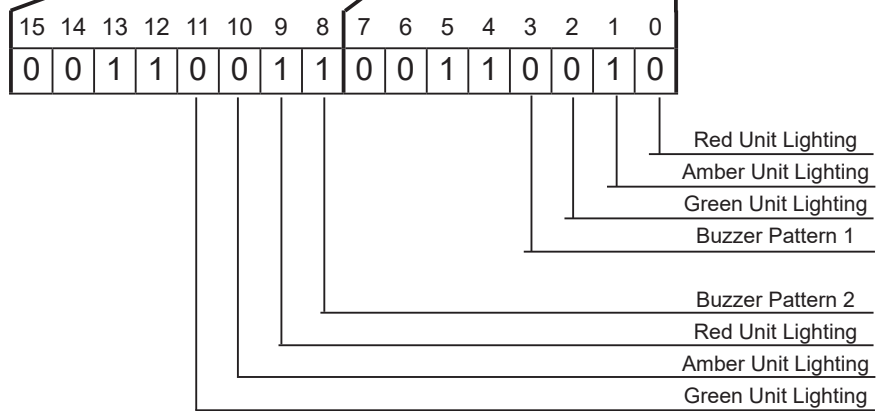 15 14 13 12 11 10 9 8 7 6 5 4 3 2 1 0
0 0 1 1 0 0 1 1 0 0 1 1 0 0 1 0
Red Unit Lighting
Amber Unit Lighting
Green Unit Lighting
Buzzer Pattern 1
Buzzer Pattern 2
Red Unit Lighting
Amber Unit Lighting
Green Unit Lighting